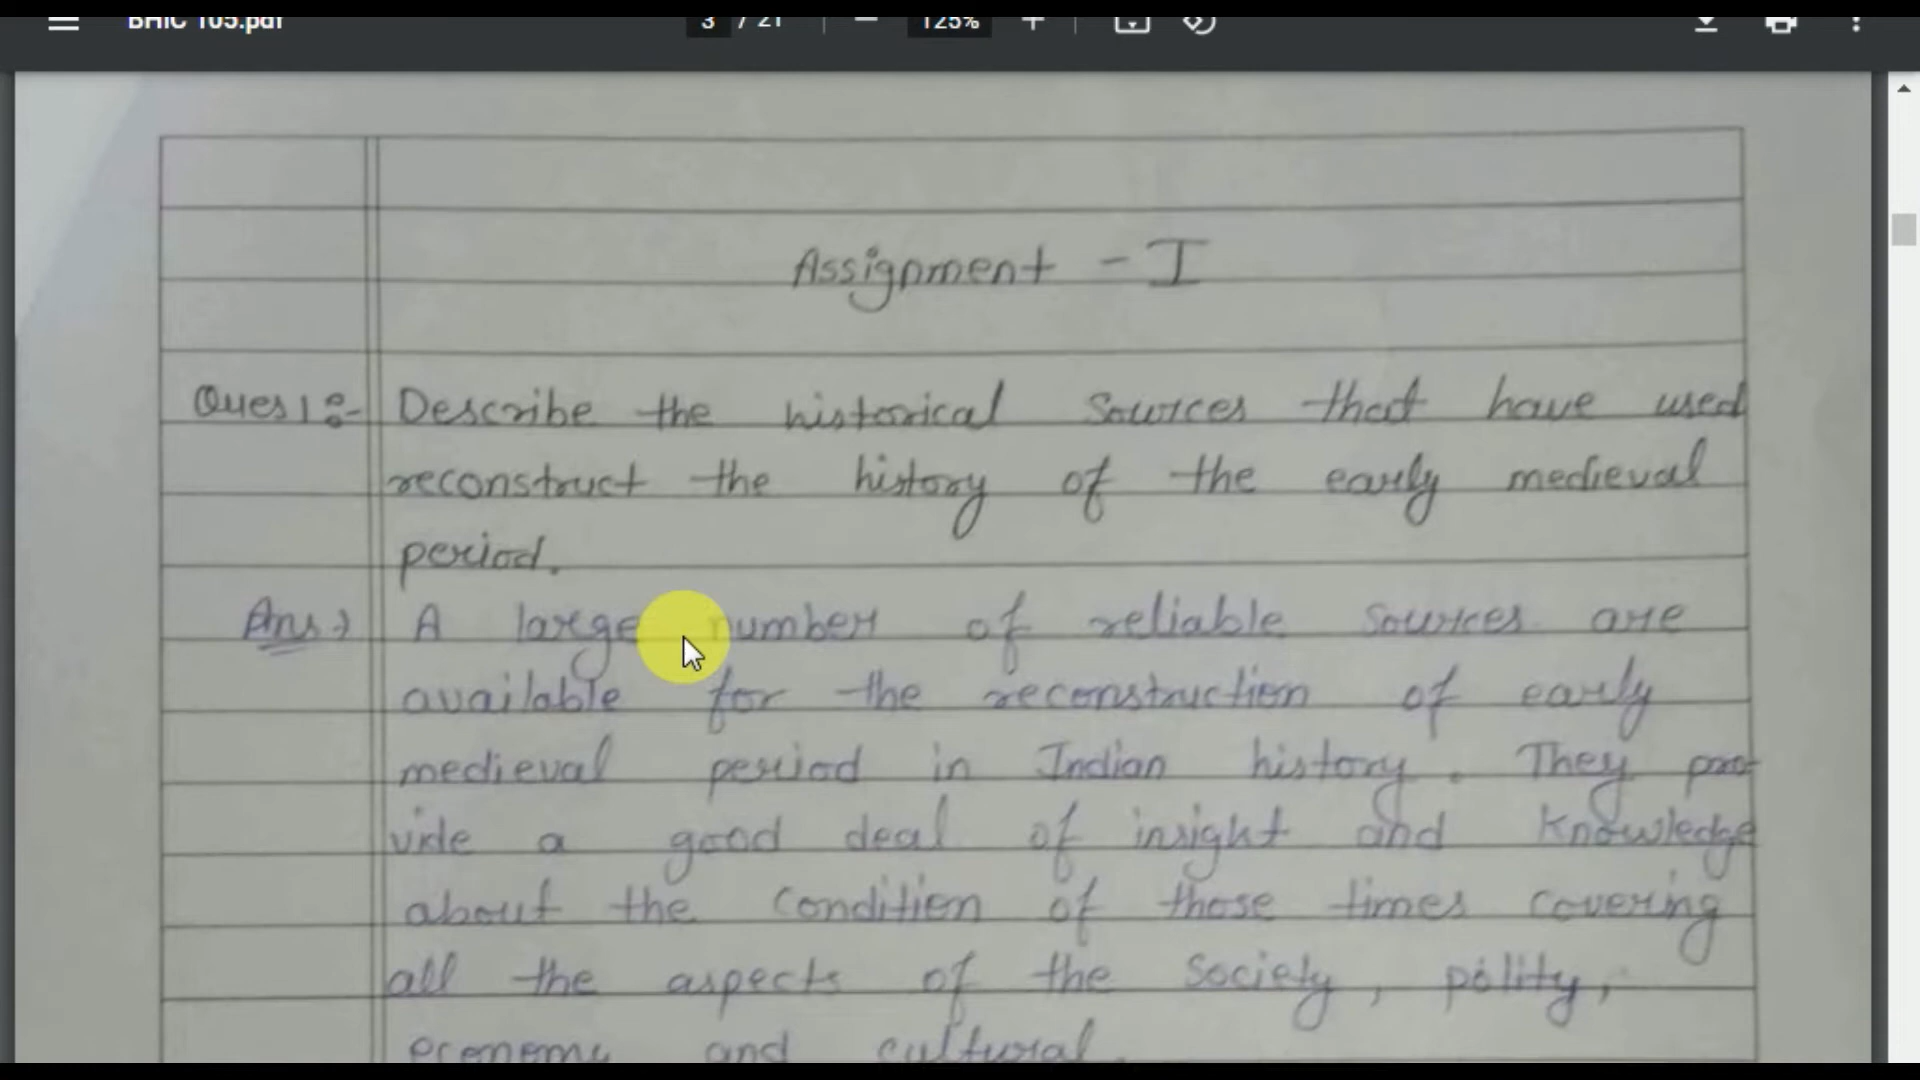 BHIC 105.pdf 3 / 21 125%
Assignment - I
Ques 1:- Describe the historical sources that have used
reconstruct the history of the early medieval
period.
Ans) A large number of reliable sources are
available for the reconstruction of early
medieval period in Indian history. They pro-
vide a good deal of insight and knowledge
about the condition of those times covering
all the aspects of the society, polity,
economy and cultural.